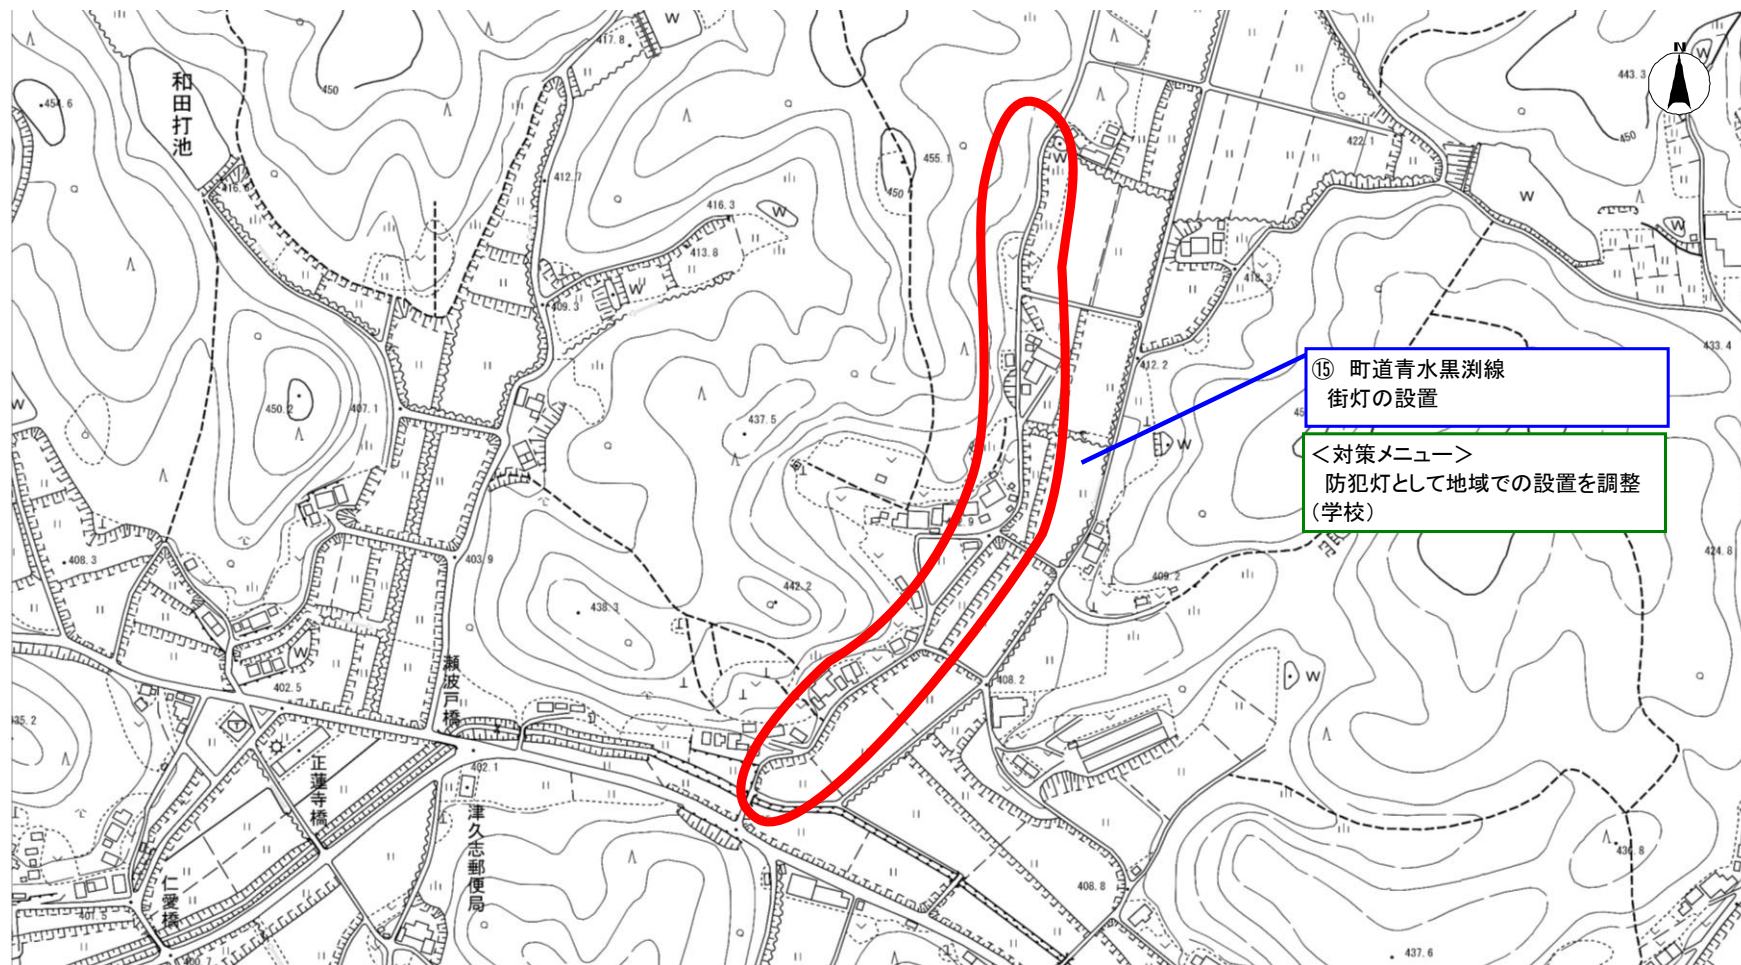 417.8
W
N
W
443.3
和田打池
454.6
450
422.1
450
455.1
W
412.7
416.3
450
W
416.3
W
W
413.8
W
418.3
409.3
433.4
⑮ 町道青水黒渕線
街灯の設置
412.2
W
450.2
407.1
437.5
W
<対策メニュー>
防犯灯として地域での設置を調整
(学校)
408.3
403.9
409.2
424.8
442.2
438.3
W
瀬波戸橋
W
402.5
408.2
435.2
402.1
正蓮寺橋
津久志郵便局
408.8
仁愛橋
401.5
400.7
437.6